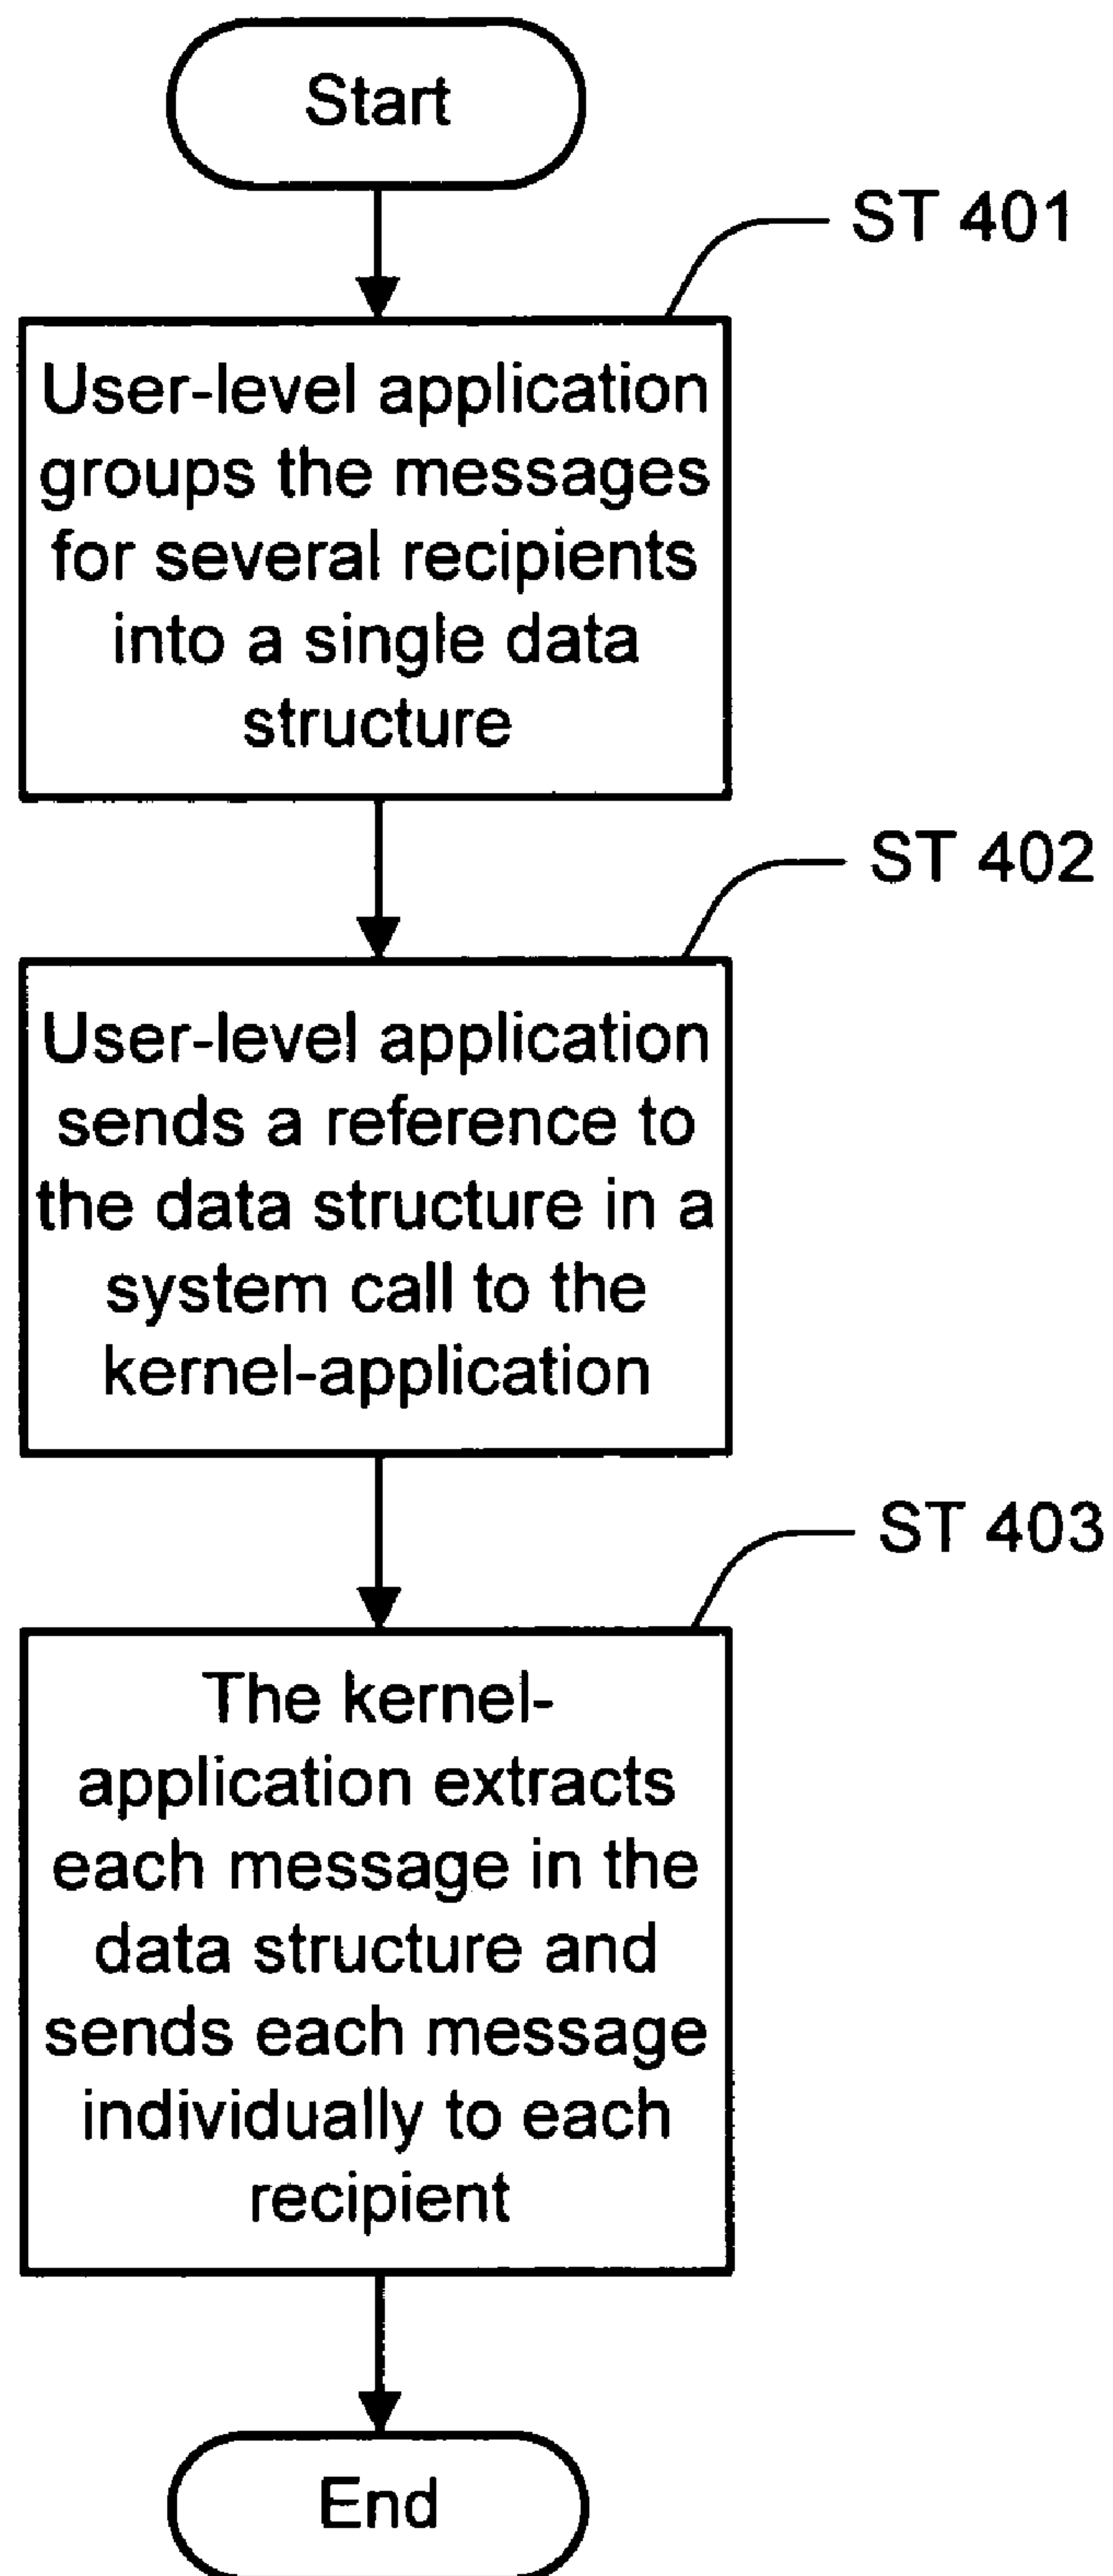 Start
ST 401
User-level application
groups the messages
for several recipients
into a single data
structure
ST 402
User-level application
sends a reference to
the data structure in a
system call to the
kernel-application
ST 403
The kernel-
application extracts
each message in the
data structure and
sends each message
individually to each
recipient
End